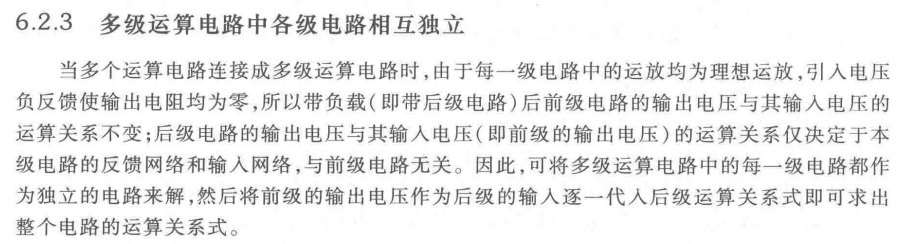 6.2.3 多级运算电路中各级电路相互独立
当多个运算电路连接成多级运算电路时,由于每一级电路中的运放均为理想运放,引入电压
负反馈使输出电阻均为零,所以带负载(即带后级电路)后前级电路的输出电压与其输入电压的
运算关系不变;后级电路的输出电压与其输入电压(即前级的输出电压)的运算关系仅决定于本
级电路的反馈网络和输入网络,与前级电路无关。因此,可将多级运算电路中的每一级电路都作
为独立的电路来解,然后将前级的输出电压作为后级的输入逐一代入后级运算关系式即可求出
整个电路的运算关系式。